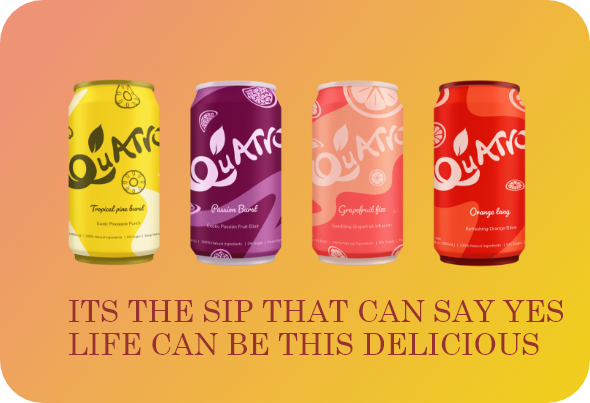 QuAtro
Tropical pine burst
Exotic Pineapple Punch
QuAtro
Passion Burst
Exotic Passion Fruit Elixir
QuAtro
Grapefruit fizz
Sparkling Grapefruit Infusion
QuAtro
Orange tang
Refreshing Orange Bliss
ITS THE SIP THAT CAN SAY YES
LIFE CAN BE THIS DELICIOUS